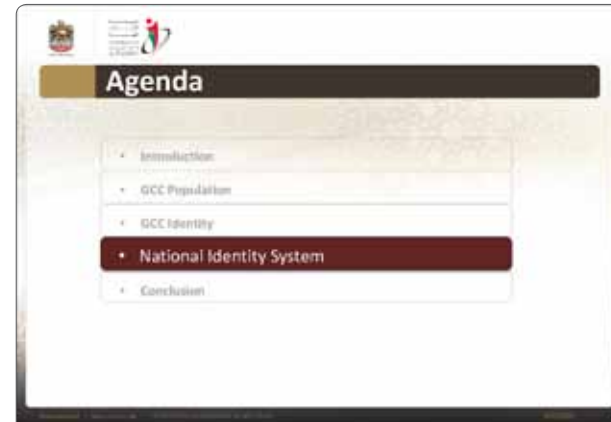 Agenda
• Introduction
• GCC Population
• GCC Identity
• National Identity System
• Conclusion